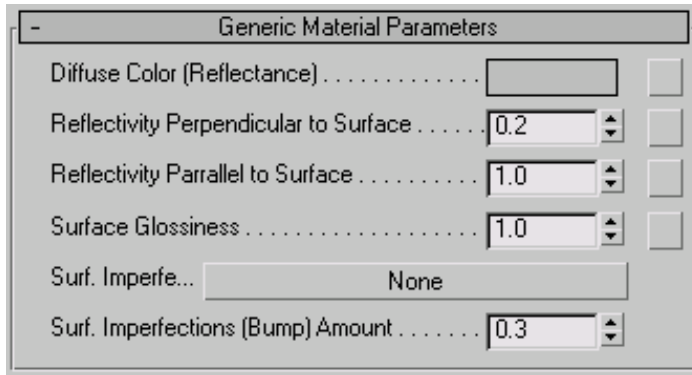 - Generic Material Parameters
Diffuse Color (Reflectance) . . . . . . . . . . . . .
Reflectivity Perpendicular to Surface . . . . . . 0.2
Reflectivity Parrallel to Surface . . . . . . . . . . 1.0
Surface Glossiness . . . . . . . . . . . . . . . . . . . . 1.0
Surf. Imperfe... None
Surf. Imperfections (Bump) Amount . . . . . . . 0.3